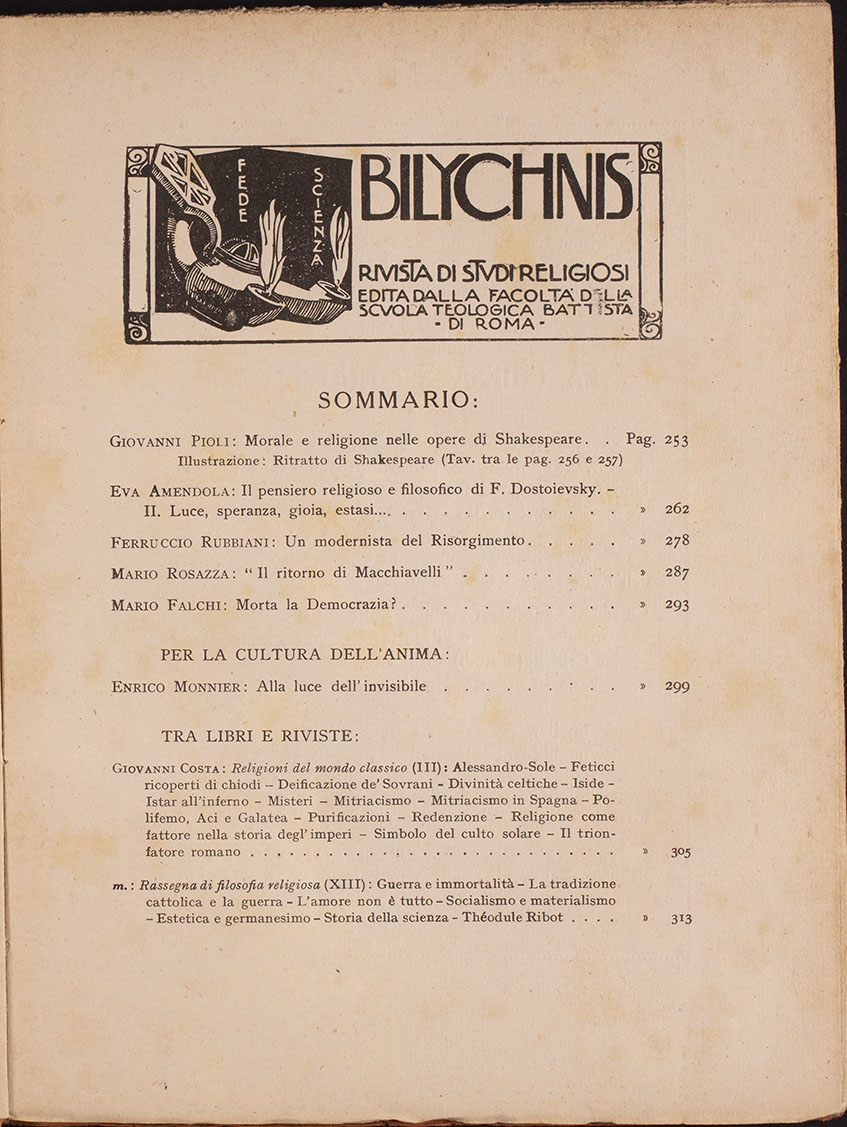 FEDE
SCIENZA
BILYCHNIS
RIVISTA DI STVDI RELIGIOSI
EDITA DALLA FACOLTÀ DELLA
SCVOLA TEOLOGICA BATTISTA
- DI ROMA -
SOMMARIO:
GIOVANNI PIOLI: Morale e religione nelle opere di Shakespeare. . Pag. 253
Illustrazione: Ritratto di Shakespeare (Tav. tra le pag. 256 e 257)
EVA AMENDOLA: Il pensiero religioso e filosofico di F. Dostoievsky. –
II. Luce, speranza, gioia, estasi... . . . . . . . . . . . . » 262
FERRUCCIO RUBBIANI: Un modernista del Risorgimento . . . . . » 278
MARIO ROSAZZA: “Il ritorno di Macchiavelli” . . . . . . . . » 287
MARIO FALCHI: Morta la Democrazia? . . . . . . . . . . . » 293
PER LA CULTURA DELL'ANIMA:
ENRICO MONNIER: Alla luce dell'invisibile . . . . . . . . . » 299
TRA LIBRI E RIVISTE:
GIOVANNI COSTA: Religioni del mondo classico (III): Alessandro-Sole – Feticci
ricoperti di chiodi – Deificazione de' Sovrani - Divinità celtiche – Iside -
Istar all'inferno – Misteri – Mitriacismo – Mitriacismo in Spagna – Po-
lifemo, Aci e Galatea – Purificazioni – Redenzione – Religione come
fattore nella storia degl'imperi – Simbolo del culto solare – Il trion-
fatore romano . . . . . . . . . . . . . . . . . . . . . . . . » 305
m.: Rassegna di filosofia religiosa (XIII): Guerra e immortalità – La tradizione
cattolica e la guerra – L'amore non è tutto – Socialismo e materialismo
– Estetica e germanesimo – Storia della scienza - Théodule Ribot . . . . » 313